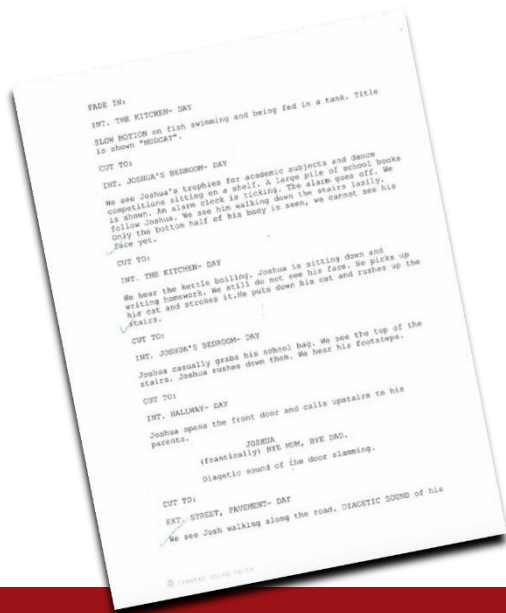 FADE IN:
INT. THE KITCHEN- DAY
SLOW MOTION on fish swimming and being fed in a tank. Title
is shown "MUDCAT".
CUT TO:
INT. JOSHUA'S BEDROOM- DAY
We see Joshua's trophies for academic subjects and dance
competitions sitting on a shelf. A large pile of school books
is shown. An alarm clock is ticking. The alarm goes off. We
follow Joshua. We see him walking down the stairs lazily,
Only the bottom half of his body is seen, we cannot see his
face yet.
CUT TO:
INT. THE KITCHEN- DAY
We hear the kettle boiling. Joshua is sitting down and
writing homework. We still do not see his face. He picks up
his cat and strokes it.He puts down his cat and rushes up the
stairs.
CUT TO:
INT. JOSHUA'S BEDROOM- DAY
Joshua casually grabs his school bag. We see the top of the
stairs. Joshua rushes down them. We hear his footsteps.
CUT TO:
INT. HALLWAY- DAY
Joshua opens the front door and calls upstairs to his
parents.
JOSHUA
(frantically) BYE MUM, BYE DAD.
Diagetic sound of the door slamming.
CUT TO:
EXT. STREET, PAVEMENT- DAY
We see Josh walking along the road. DIAGETIC SOUND of his
Created using Celtx